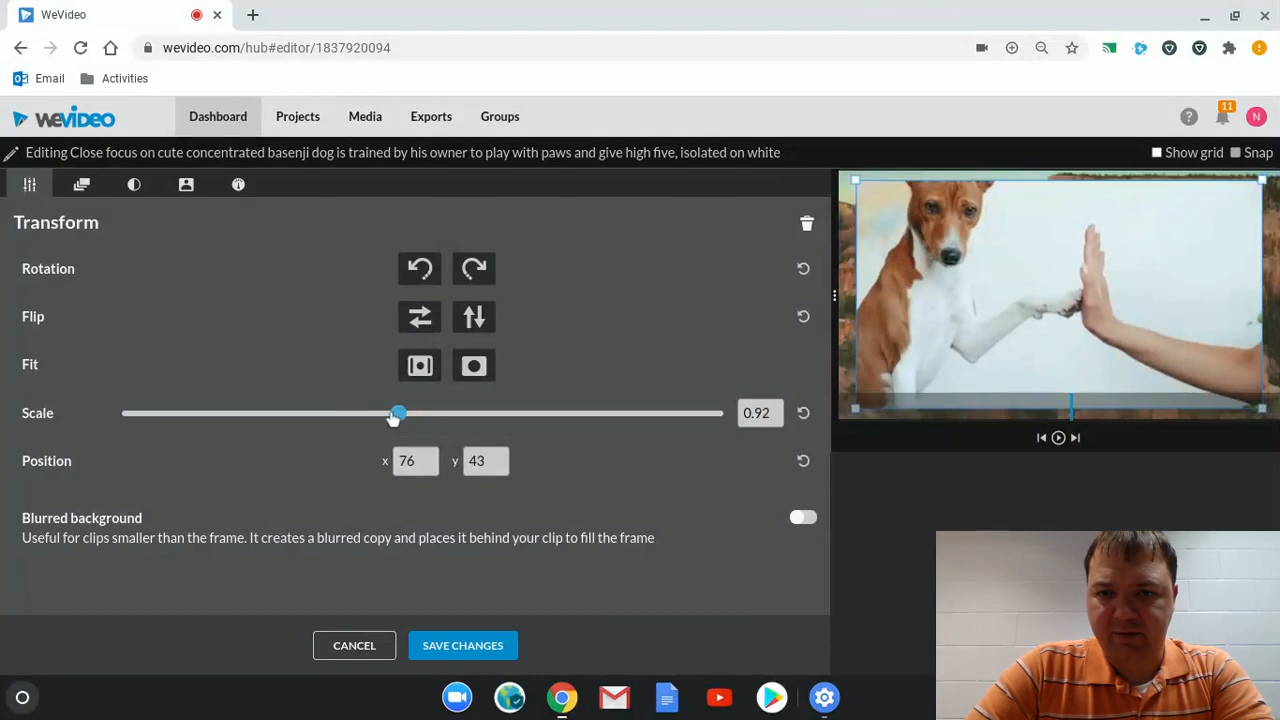 WeVideo
wevideo.com/hub#editor/1837920094
Email Activities
wevideo Dashboard Projects Media Exports Groups 11 N
Editing Close focus on cute concentrated basenji dog is trained by his owner to play with paws and give high five, isolated on white Show grid Snap
Transform
Rotation
Flip
Fit
Scale 0.92
Position x 76 y 43
Blurred background
Useful for clips smaller than the frame. It creates a blurred copy and places it behind your clip to fill the frame
CANCEL SAVE CHANGES